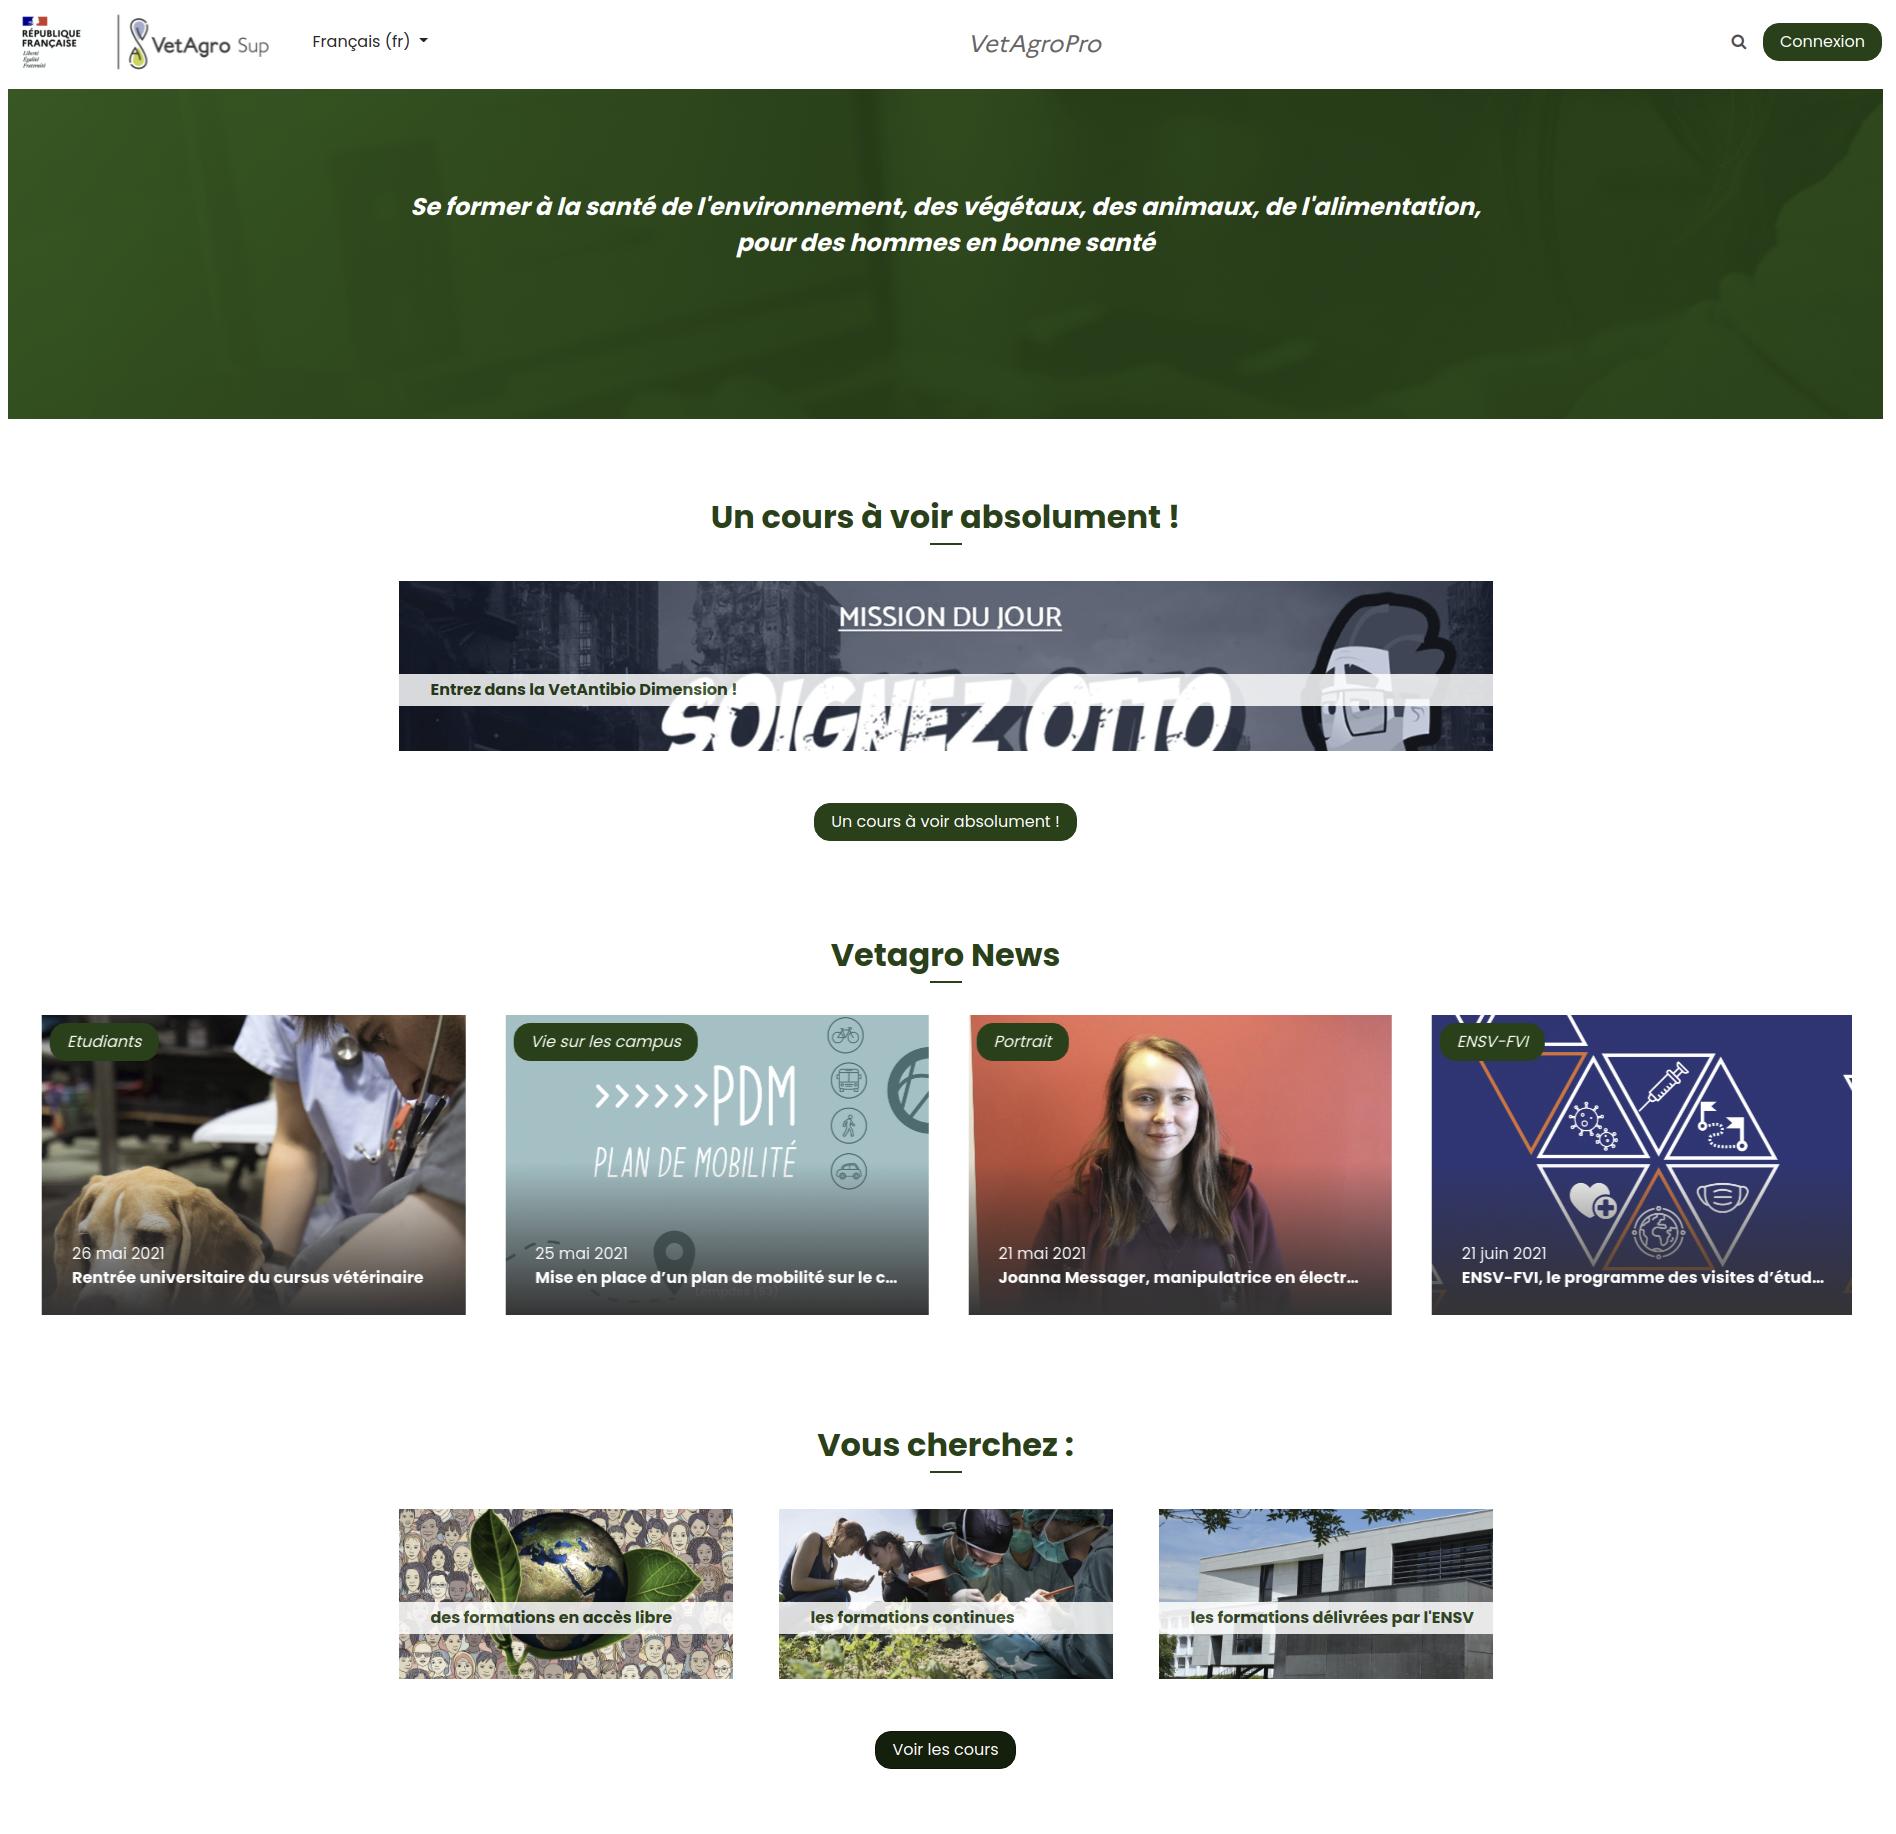 RÉPUBLIQUE
FRANÇAISE
Liberté
Égalité
Fraternité
VetAgro Sup
Français (fr)
VetAgroPro
Connexion
Se former à la santé de l'environnement, des végétaux, des animaux, de l'alimentation,
pour des hommes en bonne santé
Un cours à voir absolument !
MISSION DU JOUR
Entrez dans la VetAntibio Dimension !
SOIGNEZ OTTO
Un cours à voir absolument !
Vetagro News
Etudiants
26 mai 2021
Rentrée universitaire du cursus vétérinaire
Vie sur les campus
>>>>>>PDM
PLAN DE MOBILITÉ
25 mai 2021
Mise en place d’un plan de mobilité sur le c...
Portrait
21 mai 2021
Joanna Messager, manipulatrice en électr...
ENSV-FVI
21 juin 2021
ENSV-FVI, le programme des visites d’étud...
Vous cherchez :
des formations en accès libre
les formations continues
les formations délivrées par l'ENSV
Voir les cours